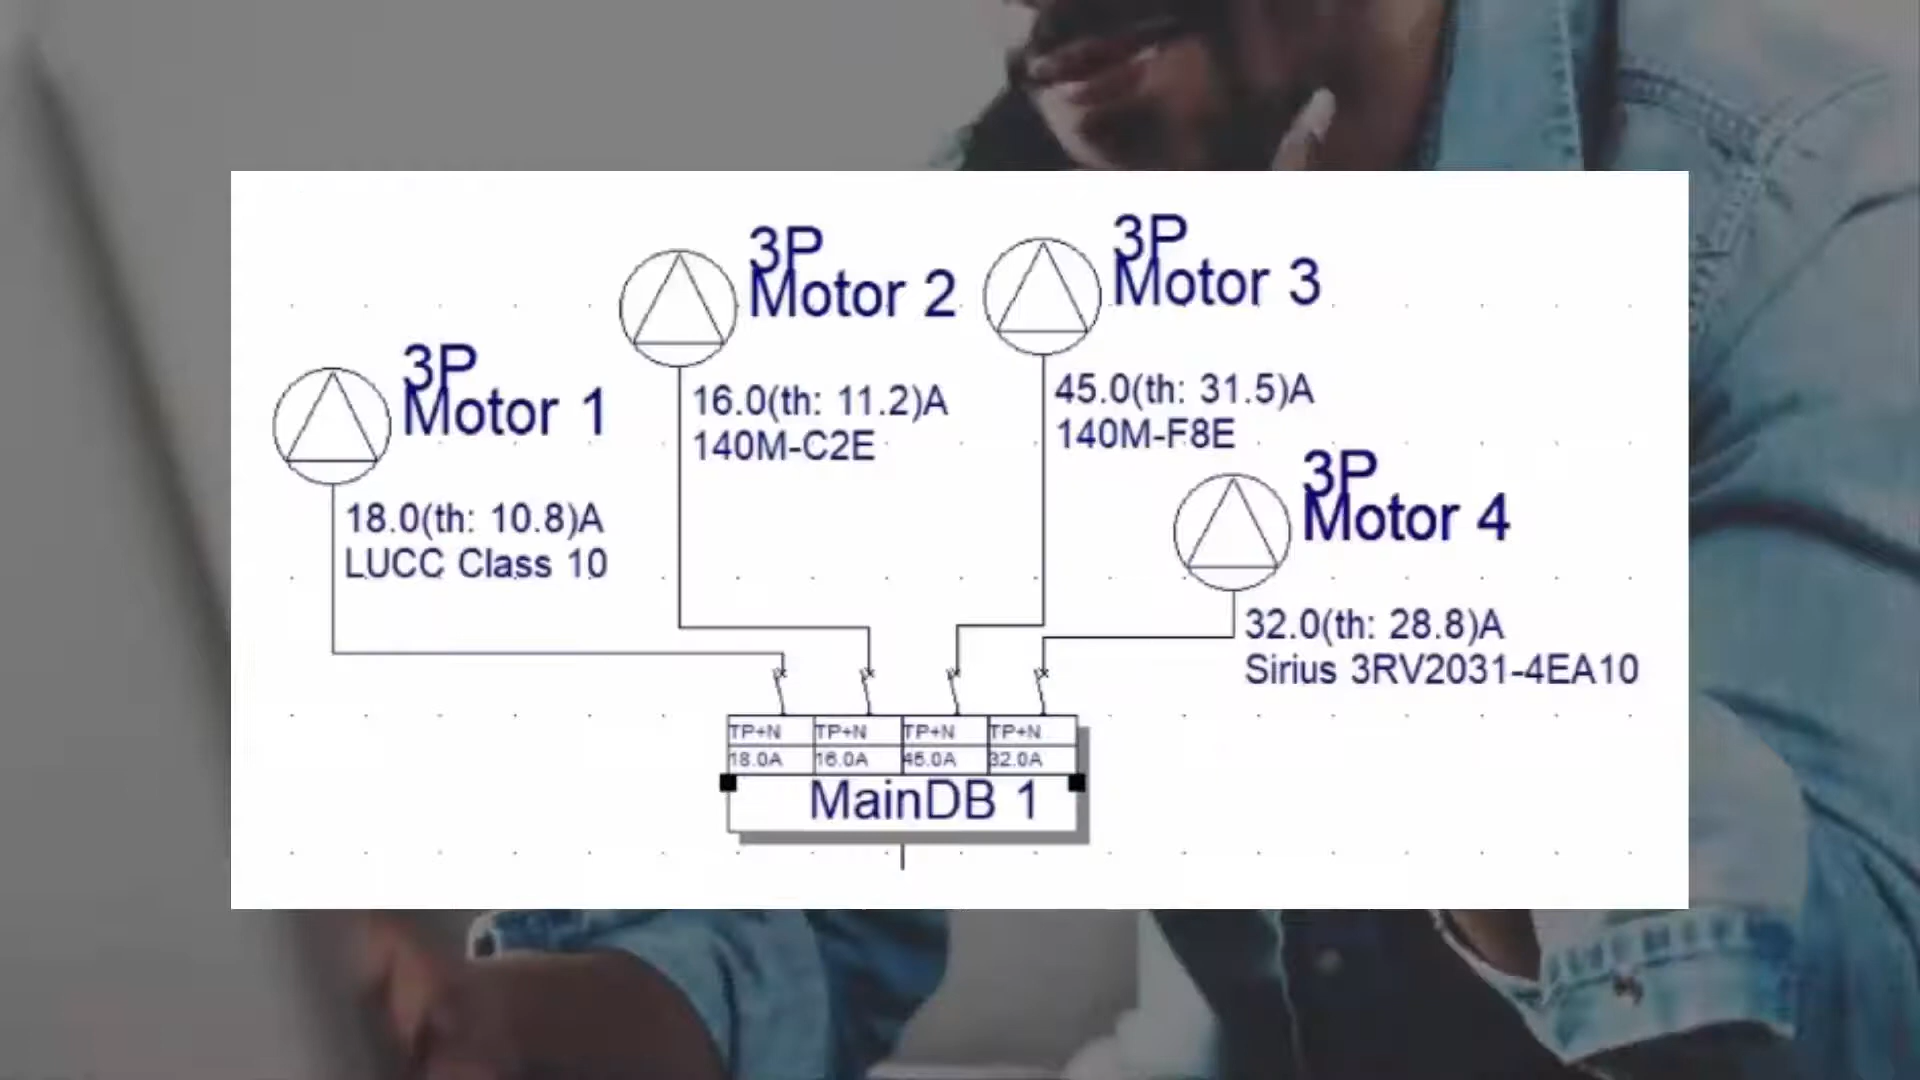 3P
Motor 1
18.0(th: 10.8)A
LUCC Class 10
3P
Motor 2
16.0(th: 11.2)A
140M-C2E
3P
Motor 3
45.0(th: 31.5)A
140M-F8E
3P
Motor 4
32.0(th: 28.8)A
Sirius 3RV2031-4EA10
TP+N TP+N TP+N TP+N
18.0A 16.0A 45.0A 32.0A
MainDB 1